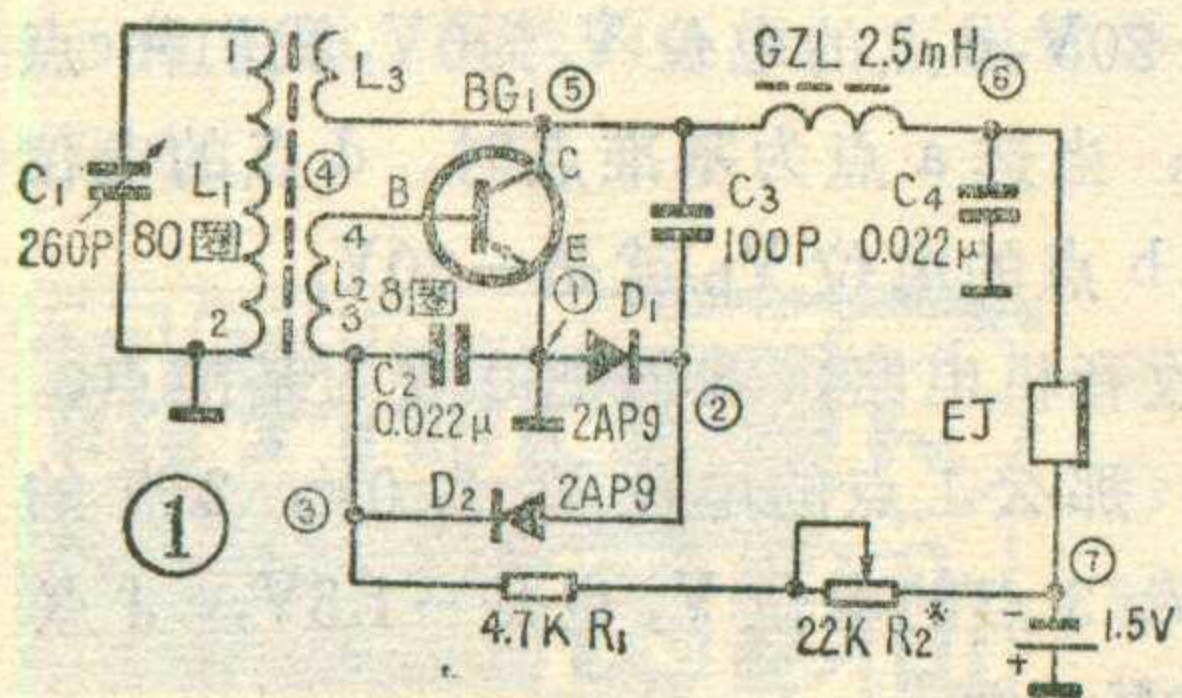 GZL 2.5mH ⑥
L₃
BG₁ ⑤
1
C₁
260P
L₁
80圈
④
B
C
E
C₃
100P
C₄
0.022μ
4
L₂ 8圈
3
2
①
D₁
C₂
0.022μ
2AP9
②
EJ
D₂
2AP9
③
①
⑦
4.7K R₁
22K R₂*
-
1.5V
+